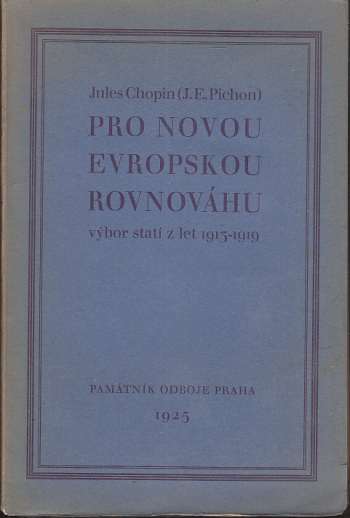 Jules Chopin (J. E. Pichon)
PRO NOVOU
EVROPSKOU
ROVNOVÁHU
výbor statí z let 1915-1919
PAMÁTNÍK ODBOJE PRAHA
1925